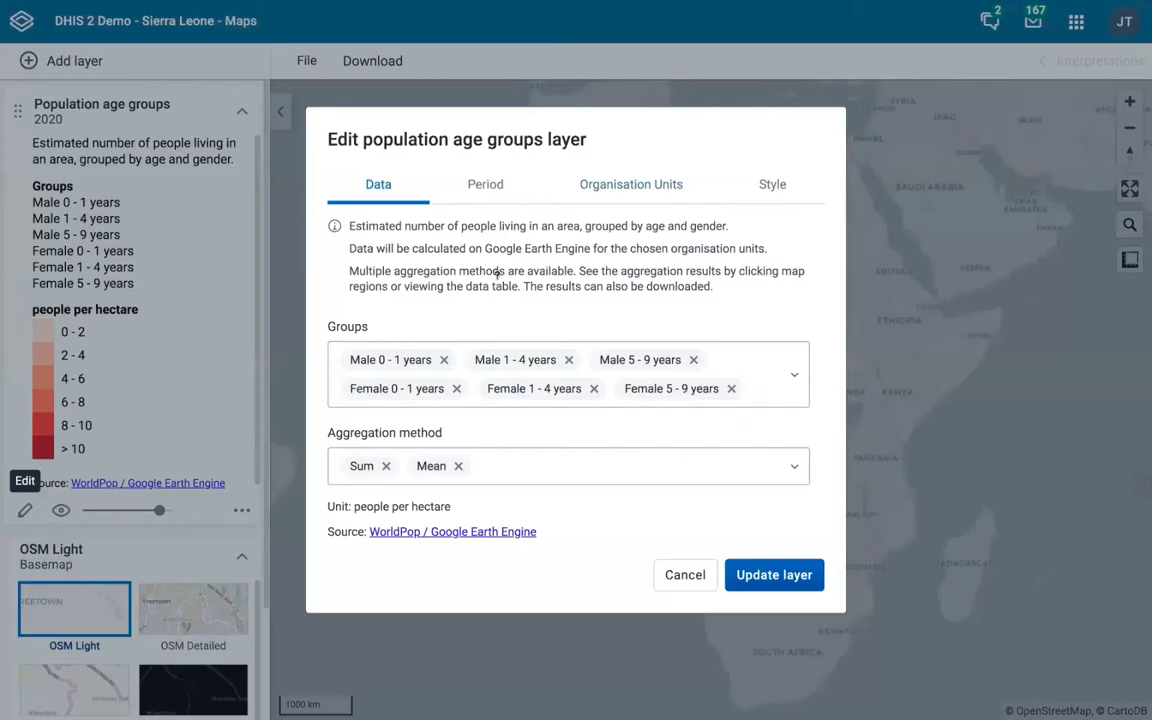 DHIS 2 Demo - Sierra Leone - Maps
2
167
JT
Add layer
File
Download
Interpretations
Population age groups
2020
Estimated number of people living in
an area, grouped by age and gender.
Groups
Male 0 - 1 years
Male 1 - 4 years
Male 5 - 9 years
Female 0 - 1 years
Female 1 - 4 years
Female 5 - 9 years
people per hectare
0 - 2
2 - 4
4 - 6
6 - 8
8 - 10
> 10
Edit
ource: WorldPop / Google Earth Engine
OSM Light
Basemap
REETOWN
Freetown
OSM Light
OSM Detailed
Edit population age groups layer
Data
Period
Organisation Units
Style
Estimated number of people living in an area, grouped by age and gender.
Data will be calculated on Google Earth Engine for the chosen organisation units.
Multiple aggregation methods are available. See the aggregation results by clicking map
regions or viewing the data table. The results can also be downloaded.
Groups
Male 0 - 1 years
Male 1 - 4 years
Male 5 - 9 years
Female 0 - 1 years
Female 1 - 4 years
Female 5 - 9 years
Aggregation method
Sum
Mean
Unit: people per hectare
Source: WorldPop / Google Earth Engine
Cancel
Update layer
SYRIA
IRAQ
IRAN
SAUDI ARABIA
OMAN
YEMEN
ETHIOPIA
KENYA
TANZANIA
MADAGASCAR
SOUTH AFRICA
1000 km
© OpenStreetMap, © CartoDB